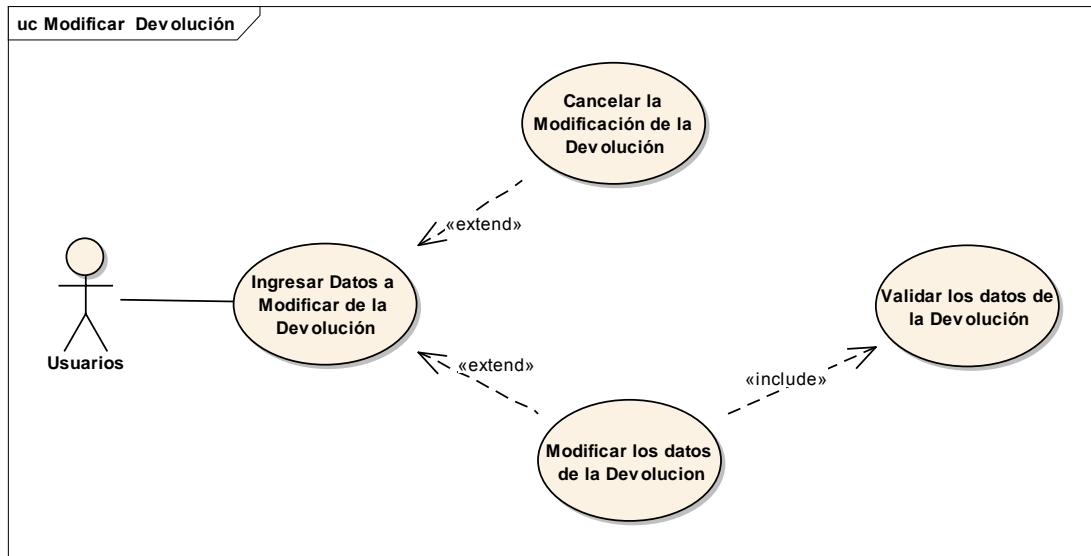 uc Modificar Devolución
Cancelar la
Modificación de la
Devolución
«extend»
Ingresar Datos a
Modificar de la
Devolución
Usuarios
Validar los datos de
la Devolución
«extend»
«include»
Modificar los datos
de la Devolucion